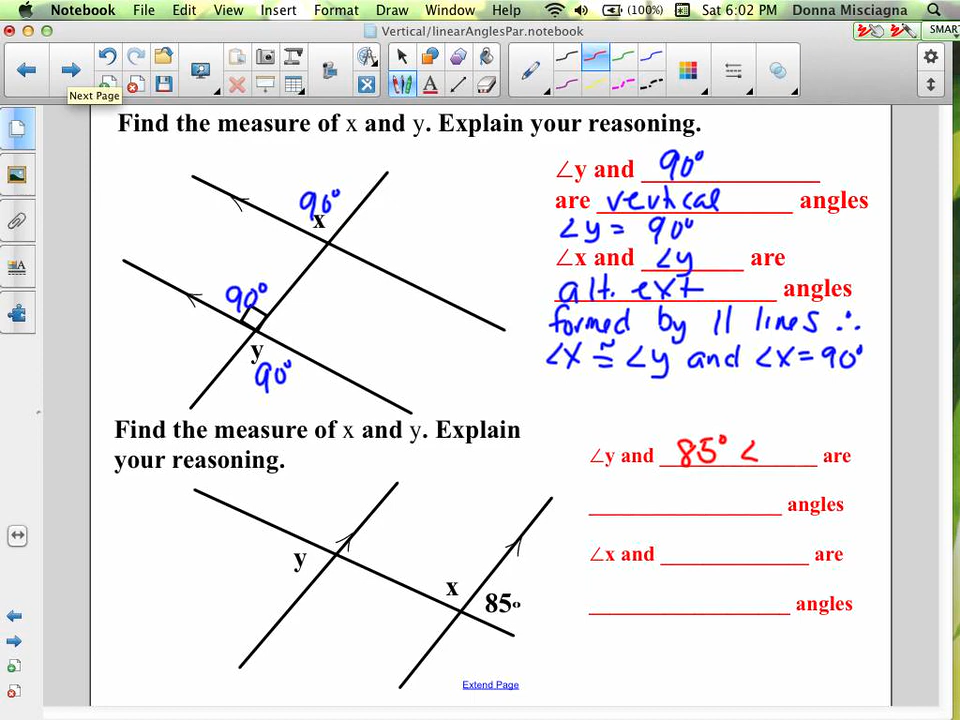 Notebook File Edit View Insert Format Draw Window Help (100%) Sat 6:02 PM Donna Misciagna
Vertical/linearAnglesPar.notebook
SMAR
Next Page
Find the measure of x and y. Explain your reasoning.
90°
x
90°
y
90°
∠y and 90°
are vertical angles
∠y = 90°
∠x and ∠y are
alt. ext angles
formed by || lines ∴
∠x ≅ ∠y and ∠x = 90°
Find the measure of x and y. Explain
your reasoning.
y
x
85°
∠y and 85° ∠ are
angles
∠x and are
angles
Extend Page